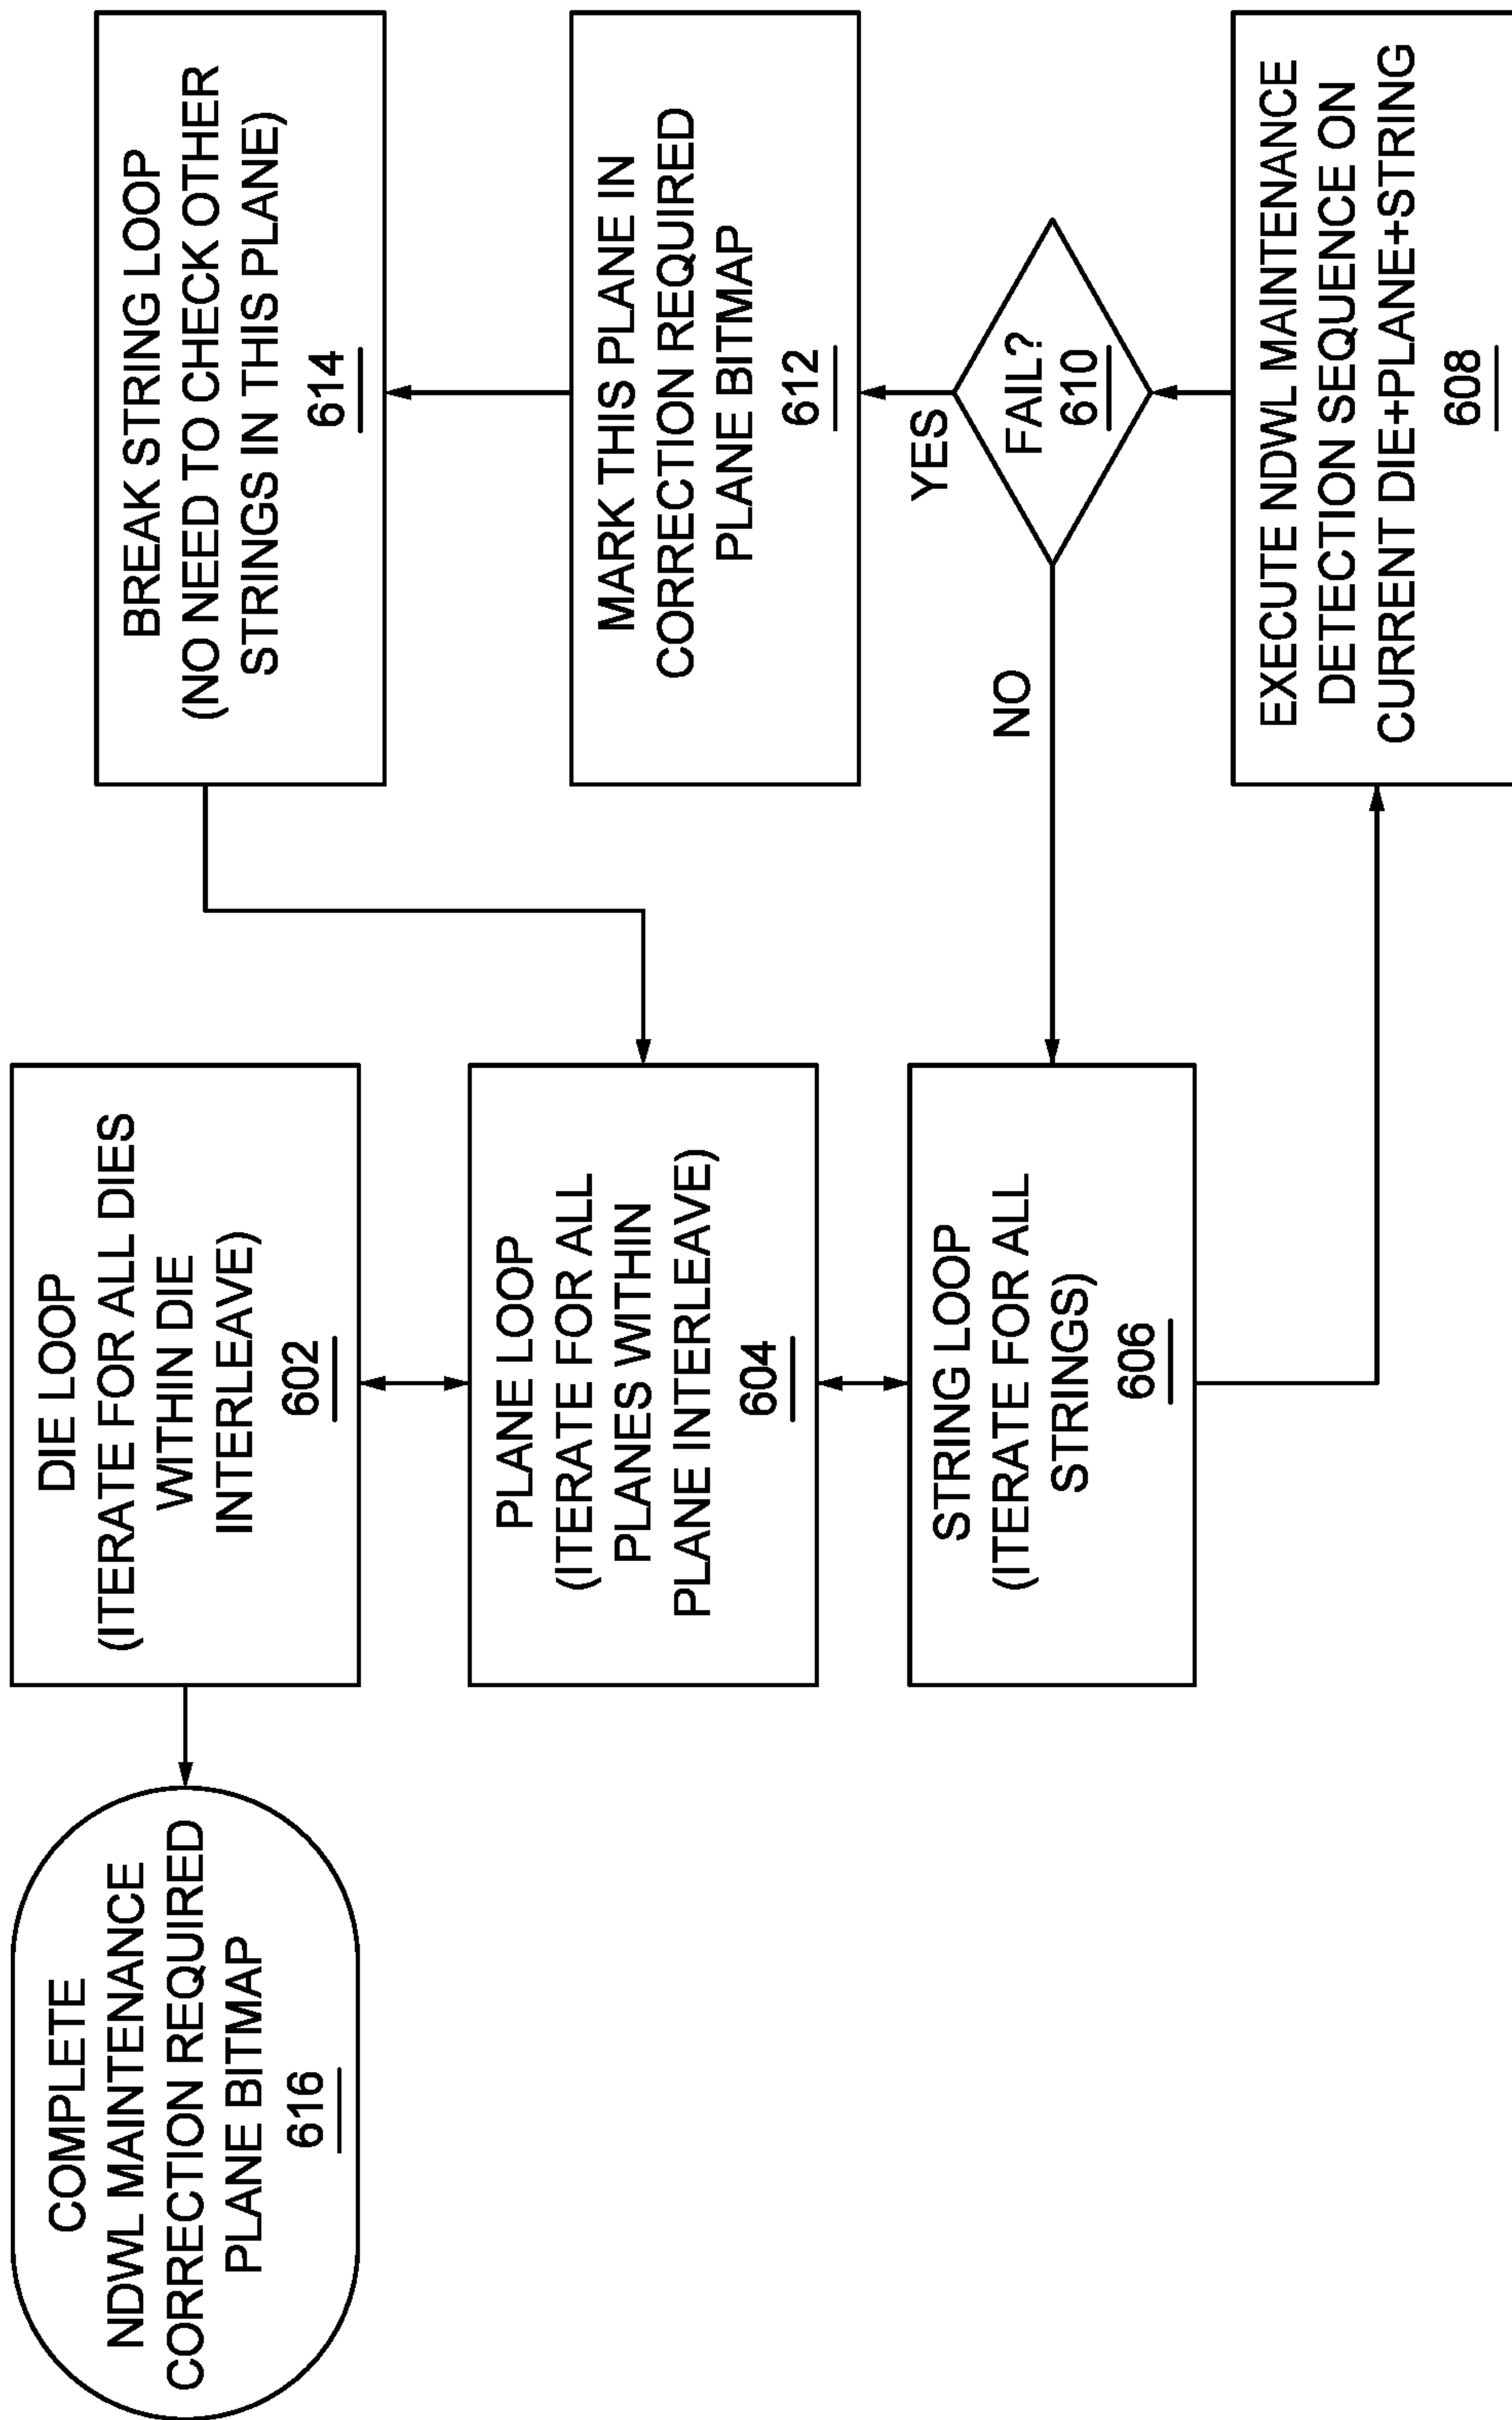 COMPLETE
NDWL MAINTENANCE
CORRECTION REQUIRED
PLANE BITMAP
616
DIE LOOP
(ITERATE FOR ALL DIES
WITHIN DIE
INTERLEAVE)
602
PLANE LOOP
(ITERATE FOR ALL
PLANES WITHIN
PLANE INTERLEAVE)
604
STRING LOOP
(ITERATE FOR ALL
STRINGS)
606
EXECUTE NDWL MAINTENANCE
DETECTION SEQUENCE ON
CURRENT DIE+PLANE+STRING
608
FAIL?
610
NO
YES
MARK THIS PLANE IN
CORRECTION REQUIRED
PLANE BITMAP
612
BREAK STRING LOOP
(NO NEED TO CHECK OTHER
STRINGS IN THIS PLANE)
614